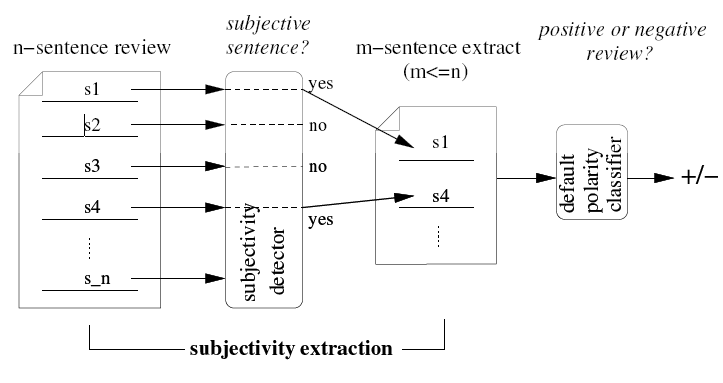 n−sentence review
s1
s2
s3
s4
s_n
subjective
sentence?
subjectivity
detector
yes
no
no
yes
m−sentence extract
(m<=n)
s1
s4
positive or negative
review?
default
polarity
classifier
+/−
subjectivity extraction